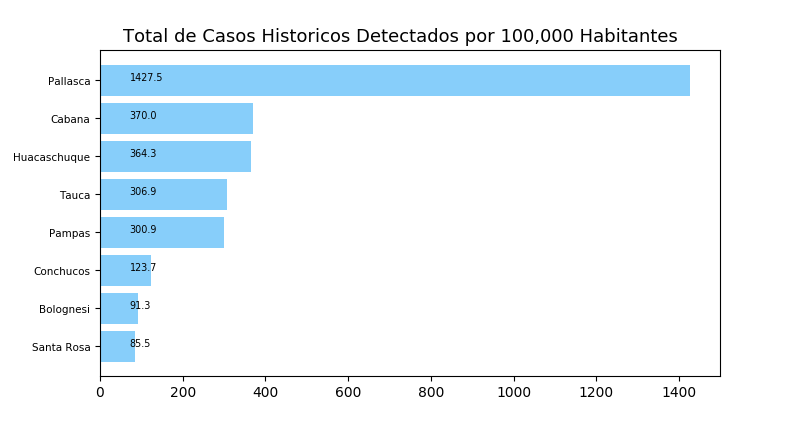 Total de Casos Historicos Detectados por 100,000 Habitantes
Pallasca 1427.5
Cabana 370.0
Huacaschuque 364.3
Tauca 306.9
Pampas 300.9
Conchucos 123.7
Bolognesi 91.3
Santa Rosa 85.5
0 200 400 600 800 1000 1200 1400